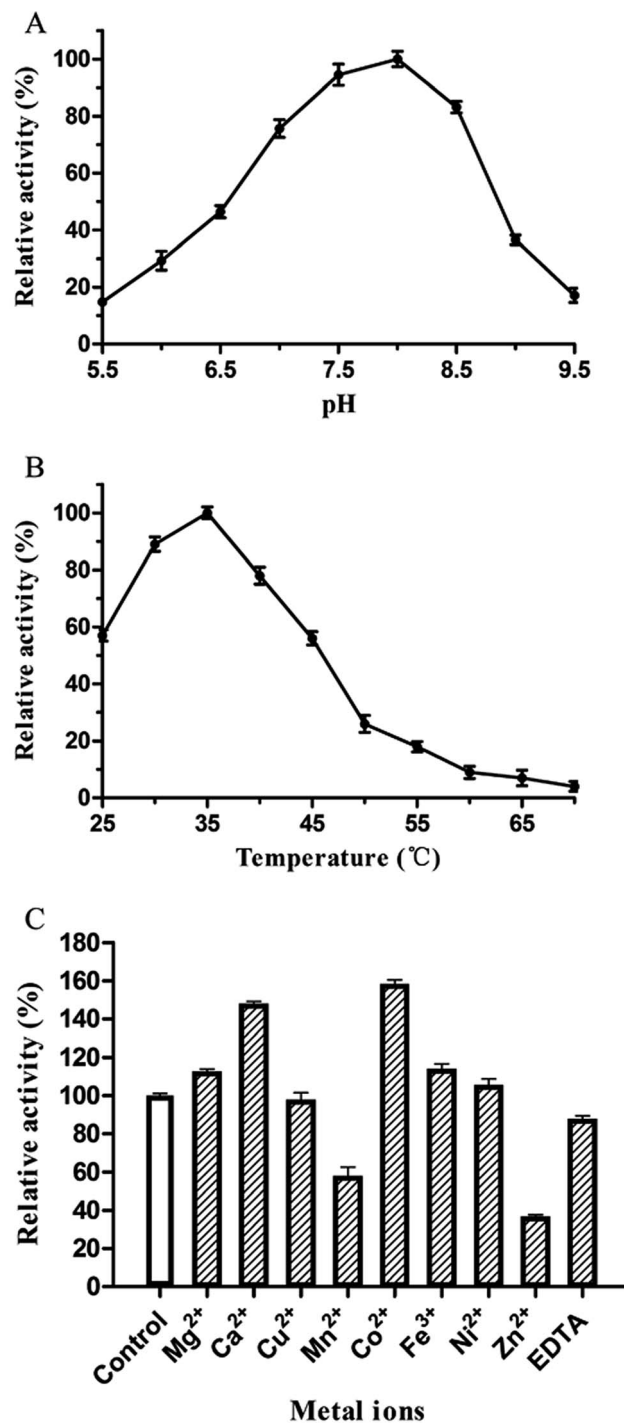 A
Relative activity (%)
100
80
60
40
20
0
5.5
6.5
7.5
8.5
9.5
pH
B
Relative activity (%)
100
80
60
40
20
0
25
35
45
55
65
Temperature (℃)
C
Relative activity (%)
180
160
140
120
100
80
60
40
20
0
Control
Mg²⁺
Ca²⁺
Cu²⁺
Mn²⁺
Co²⁺
Fe³⁺
Ni²⁺
Zn²⁺
EDTA
Metal ions